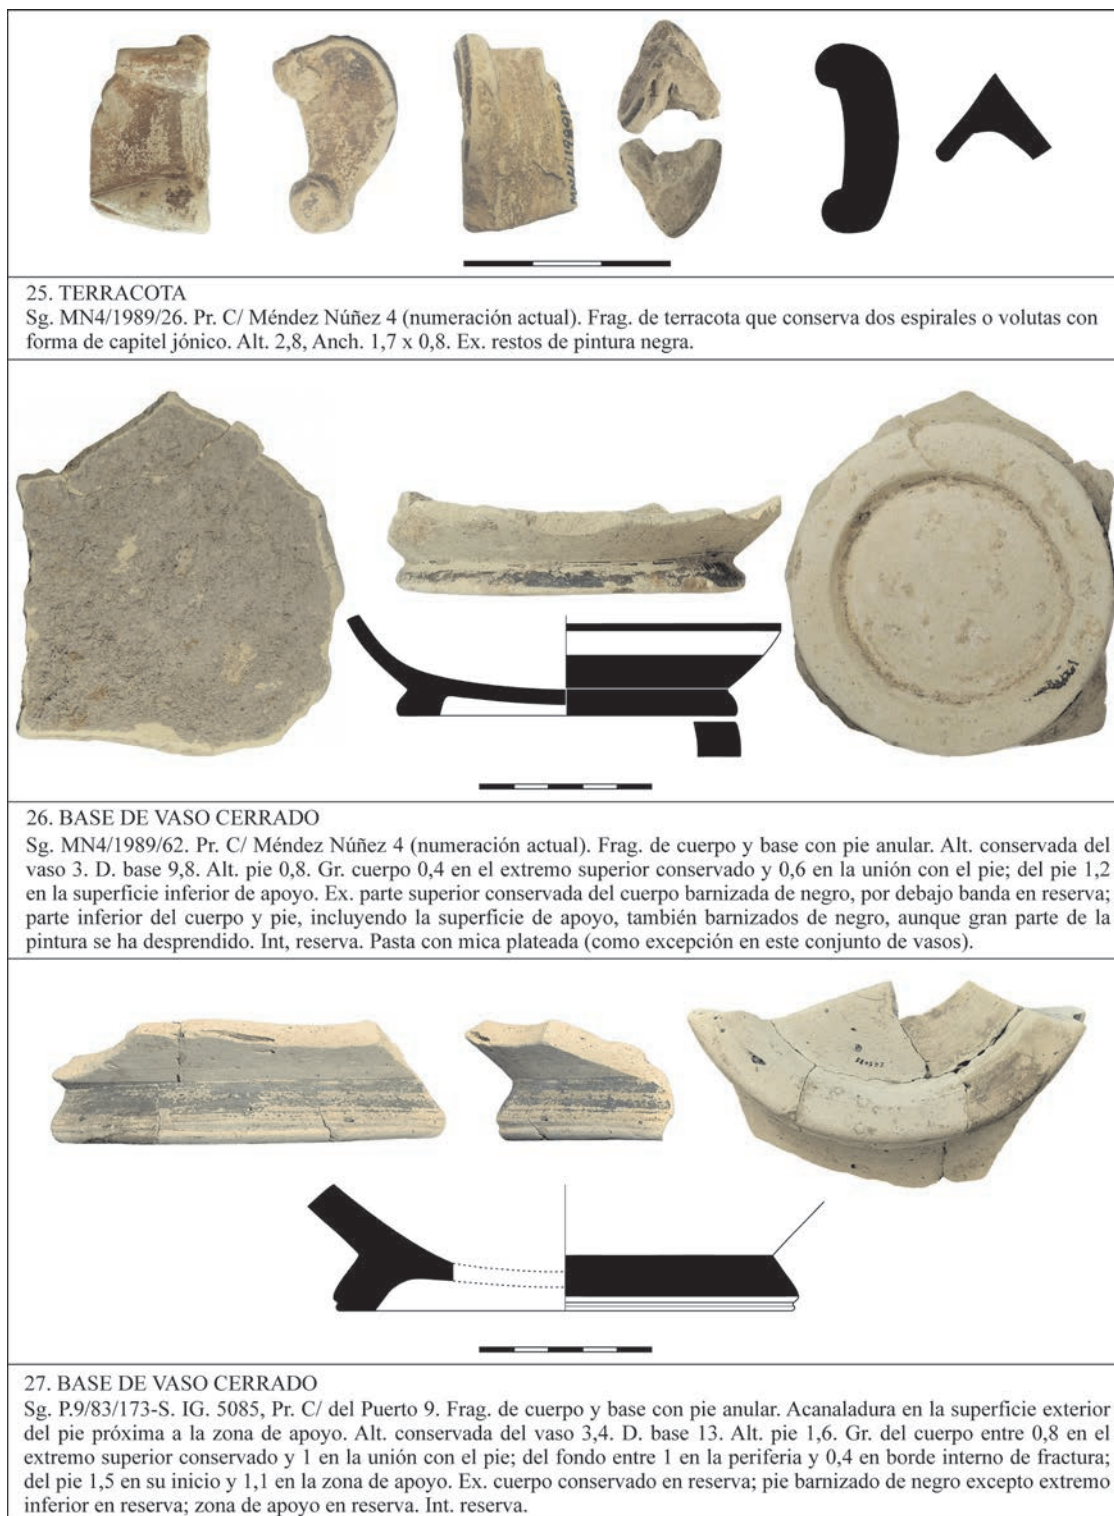 MN4/1989/26
25. TERRACOTA
Sg. MN4/1989/26. Pr. C/ Méndez Núñez 4 (numeración actual). Frag. de terracota que conserva dos espirales o volutas con
forma de capitel jónico. Alt. 2,8, Anch. 1,7 x 0,8. Ex. restos de pintura negra.
26. BASE DE VASO CERRADO
Sg. MN4/1989/62. Pr. C/ Méndez Núñez 4 (numeración actual). Frag. de cuerpo y base con pie anular. Alt. conservada del
vaso 3. D. base 9,8. Alt. pie 0,8. Gr. cuerpo 0,4 en el extremo superior conservado y 0,6 en la unión con el pie; del pie 1,2
en la superficie inferior de apoyo. Ex. parte superior conservada del cuerpo barnizada de negro, por debajo banda en reserva;
parte inferior del cuerpo y pie, incluyendo la superficie de apoyo, también barnizados de negro, aunque gran parte de la
pintura se ha desprendido. Int, reserva. Pasta con mica plateada (como excepción en este conjunto de vasos).
27. BASE DE VASO CERRADO
Sg. P.9/83/173-S. IG. 5085, Pr. C/ del Puerto 9. Frag. de cuerpo y base con pie anular. Acanaladura en la superficie exterior
del pie próxima a la zona de apoyo. Alt. conservada del vaso 3,4. D. base 13. Alt. pie 1,6. Gr. del cuerpo entre 0,8 en el
extremo superior conservado y 1 en la unión con el pie; del fondo entre 1 en la periferia y 0,4 en borde interno de fractura;
del pie 1,5 en su inicio y 1,1 en la zona de apoyo. Ex. cuerpo conservado en reserva; pie barnizado de negro excepto extremo
inferior en reserva; zona de apoyo en reserva. Int. reserva.